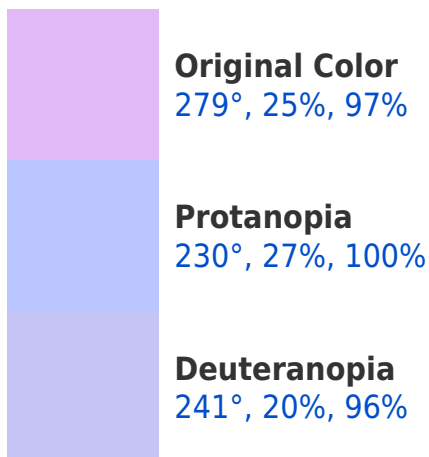 Original Color
279°, 25%, 97%
Protanopia
230°, 27%, 100%
Deuteranopia
241°, 20%, 96%